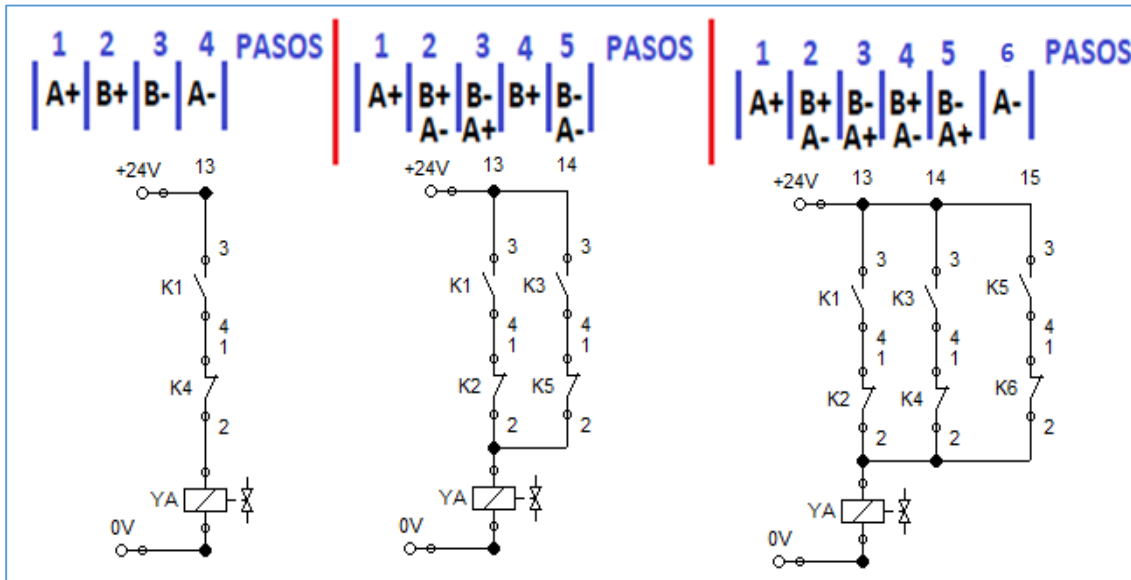 1 2 3 4 PASOS
A+ B+ B- A-
+24V 13
3
K1
4
1
K4
2
YA
0V
1 2 3 4 5 PASOS
A+ B+ B- B+ B-
A- A+ A-
+24V 13 14
3 3
K1 K3
4 4
1 1
K2 K5
2 2
YA
0V
1 2 3 4 5 6 PASOS
A+ B+ B- B+ B- A-
A- A+ A- A+
+24V 13 14 15
3 3 3
K1 K3 K5
4 4 4
1 1 1
K2 K4 K6
2 2 2
YA
0V